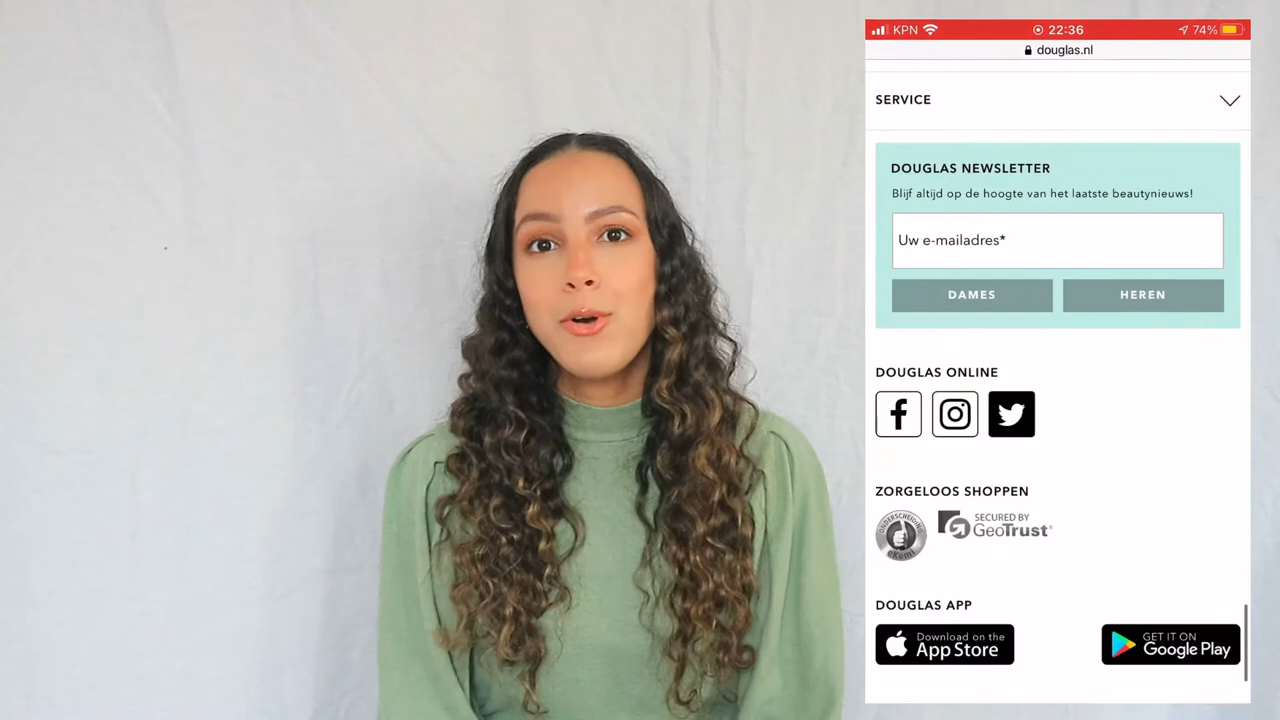 KPN 22:36 74%
douglas.nl
SERVICE
DOUGLAS NEWSLETTER
Blijf altijd op de hoogte van het laatste beautynieuws!
Uw e-mailadres*
DAMES HEREN
DOUGLAS ONLINE
ZORGELOOS SHOPPEN
ONDERSCHEIDUNG
eKomi
SECURED BY
GeoTrust
DOUGLAS APP
Download on the
App Store
GET IT ON
Google Play